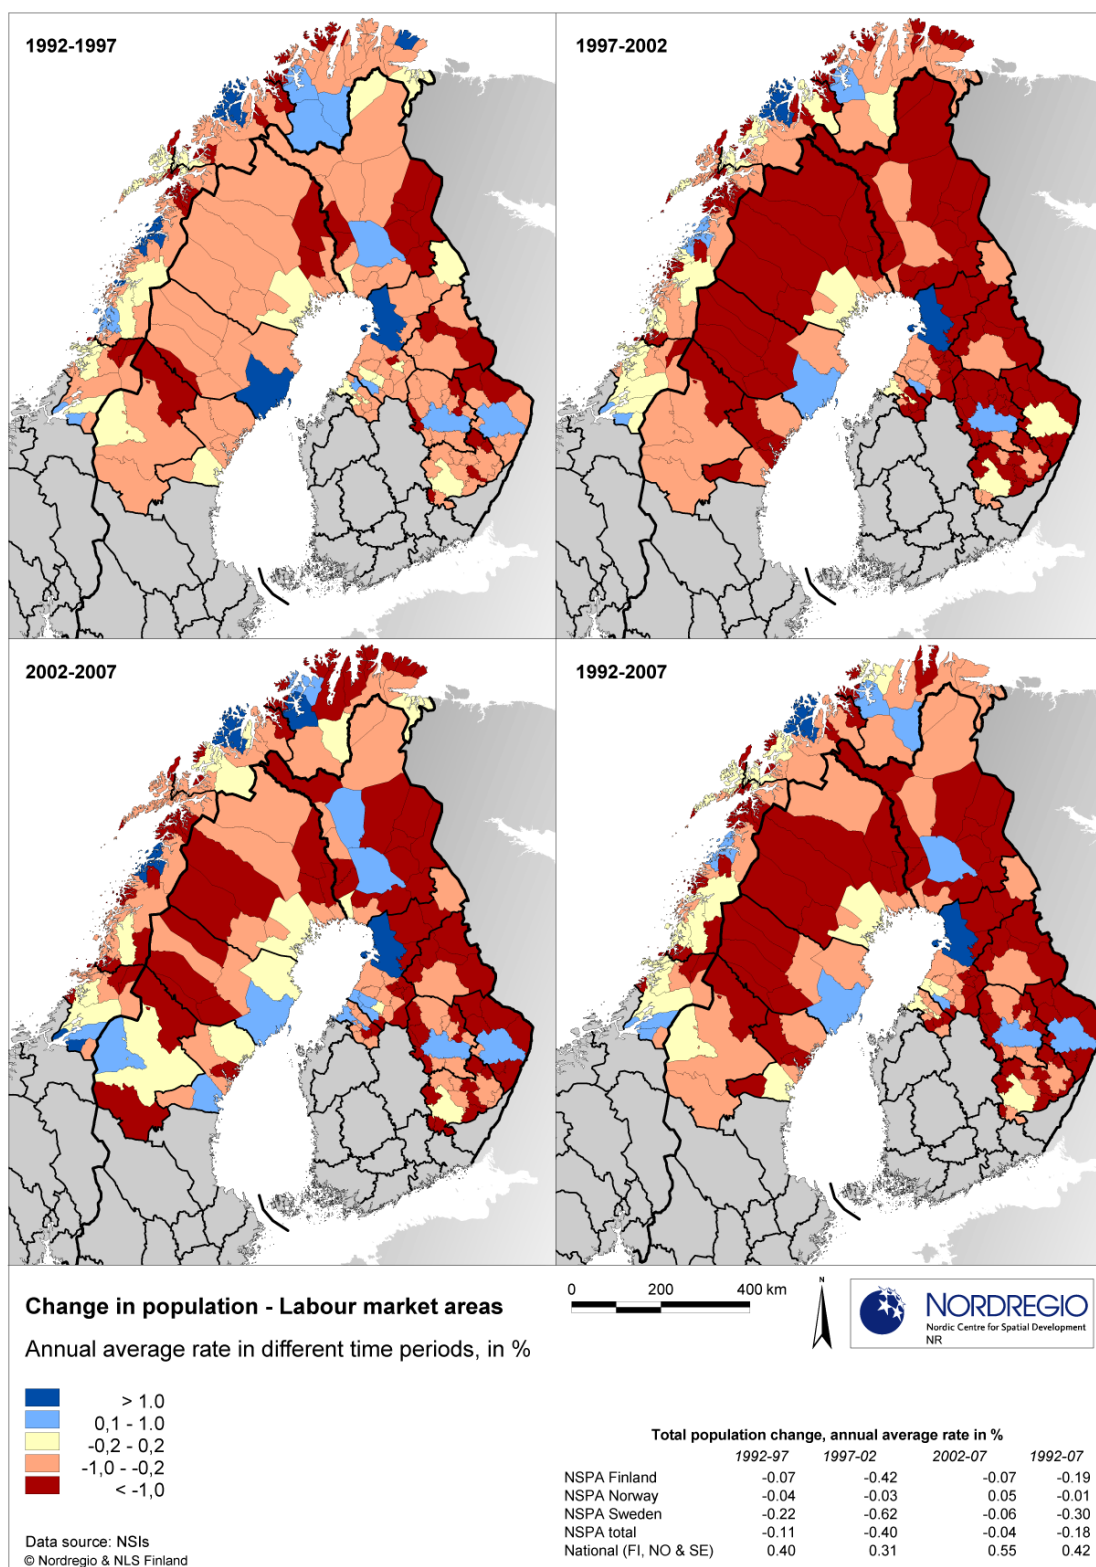 1992-1997
1997-2002
2002-2007
1992-2007
Change in population - Labour market areas
Annual average rate in different time periods, in %
> 1.0
0,1 - 1.0
-0,2 - 0,2
-1,0 - -0,2
< -1,0
Data source: NSIs
© Nordregio & NLS Finland
0 200 400 km
N
NORDREGIO
Nordic Centre for Spatial Development
NR
Total population change, annual average rate in %
1992-97 1997-02 2002-07 1992-07
NSPA Finland -0.07 -0.42 -0.07 -0.19
NSPA Norway -0.04 -0.03 0.05 -0.01
NSPA Sweden -0.22 -0.62 -0.06 -0.30
NSPA total -0.11 -0.40 -0.04 -0.18
National (FI, NO & SE) 0.40 0.31 0.55 0.42